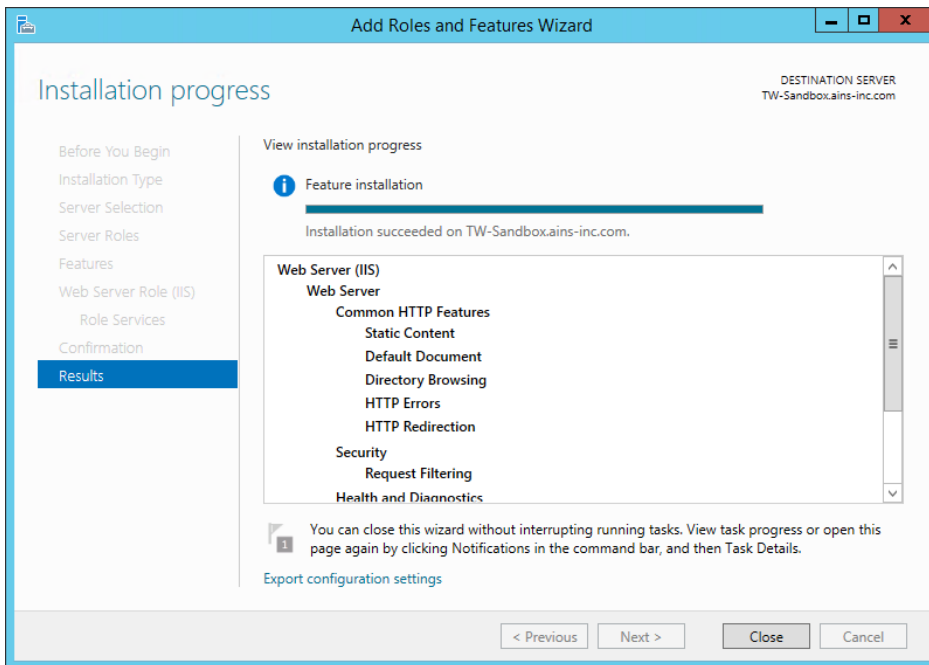 Add Roles and Features Wizard
Installation progress
DESTINATION SERVER
TW-Sandbox.ains-inc.com
Before You Begin
Installation Type
Server Selection
Server Roles
Features
Web Server Role (IIS)
Role Services
Confirmation
Results
View installation progress
Feature installation
Installation succeeded on TW-Sandbox.ains-inc.com.
Web Server (IIS)
Web Server
Common HTTP Features
Static Content
Default Document
Directory Browsing
HTTP Errors
HTTP Redirection
Security
Request Filtering
Health and Diagnostics
1
You can close this wizard without interrupting running tasks. View task progress or open this
page again by clicking Notifications in the command bar, and then Task Details.
Export configuration settings
< Previous
Next >
Close
Cancel